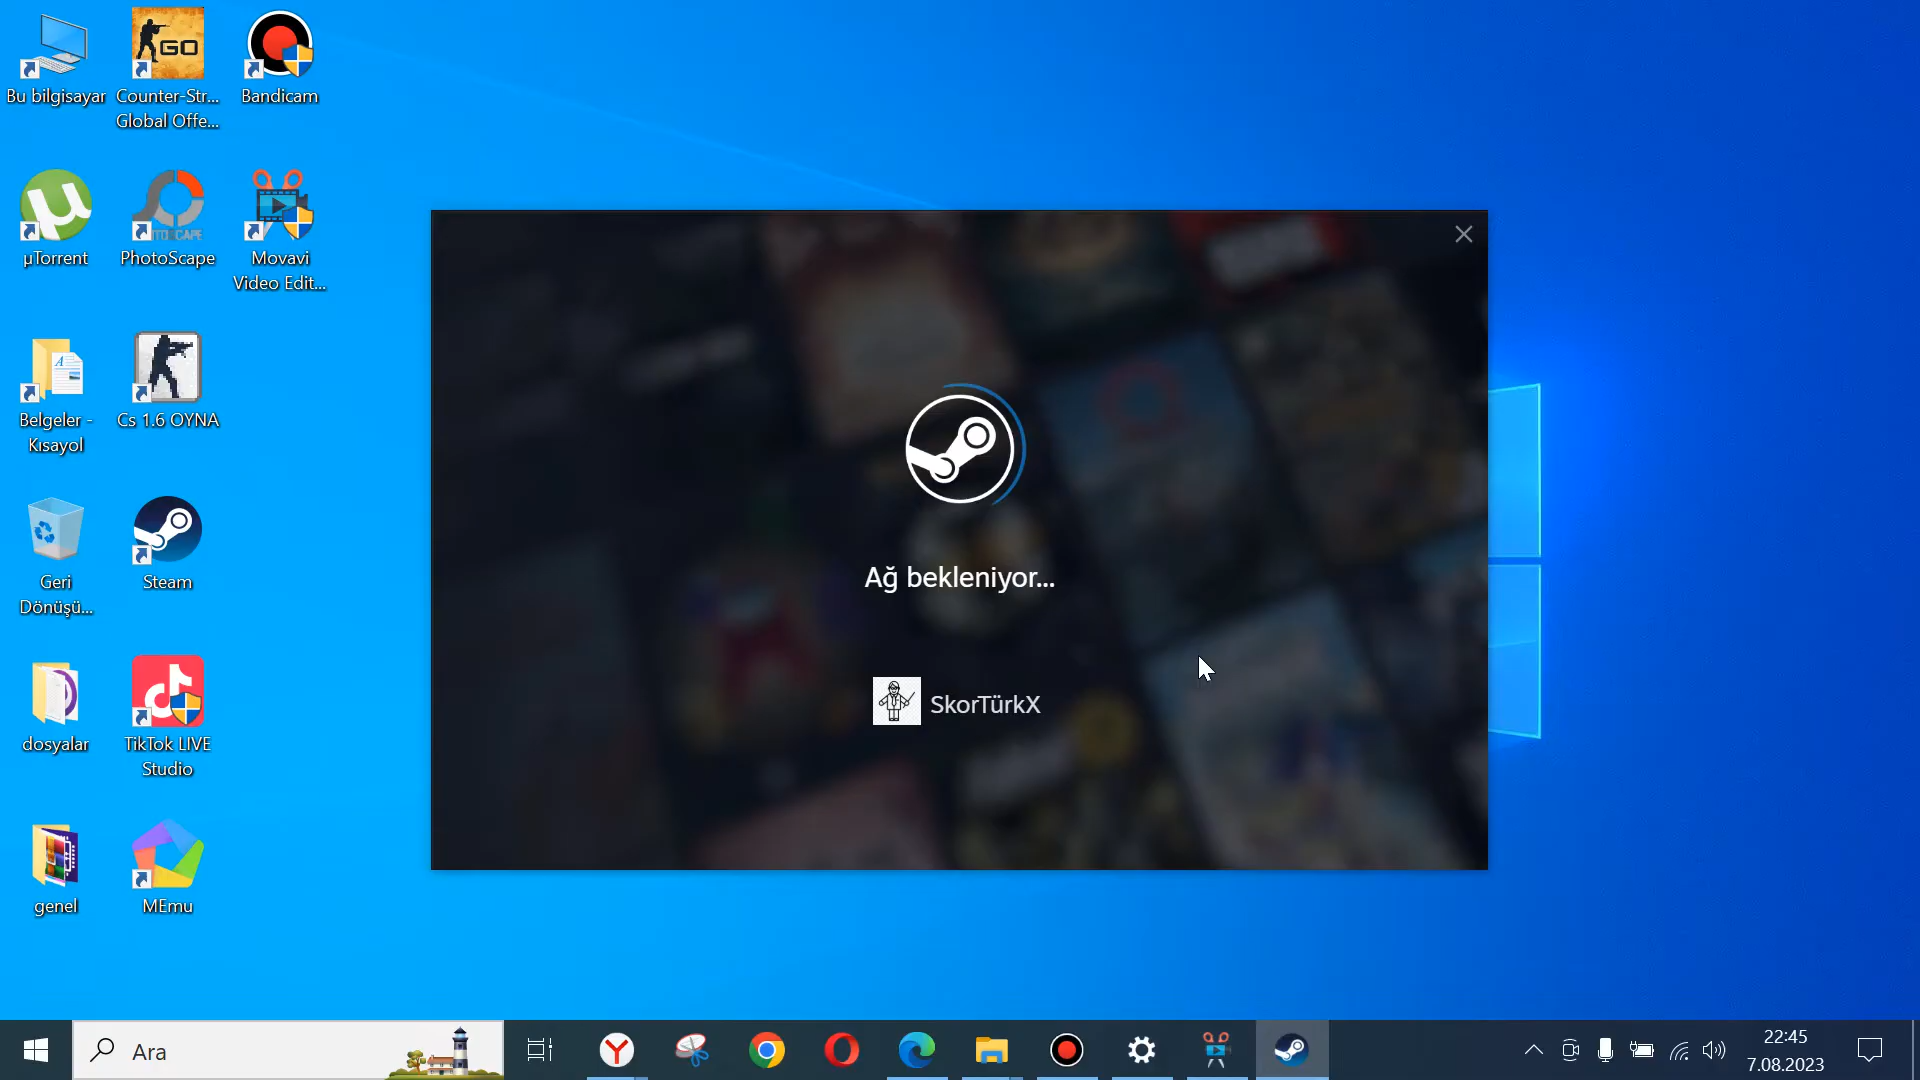 Bu bilgisayar
Counter-Str...
Global Offe...
GO
Bandicam
µTorrent
PhotoScape
Movavi
Video Edit...
Belgeler -
Kısayol
Cs 1.6 OYNA
Geri
Dönüşü...
Steam
dosyalar
TikTok LIVE
Studio
genel
MEmu
Ağ bekleniyor...
SkorTürkX
Ara
22:45
7.08.2023